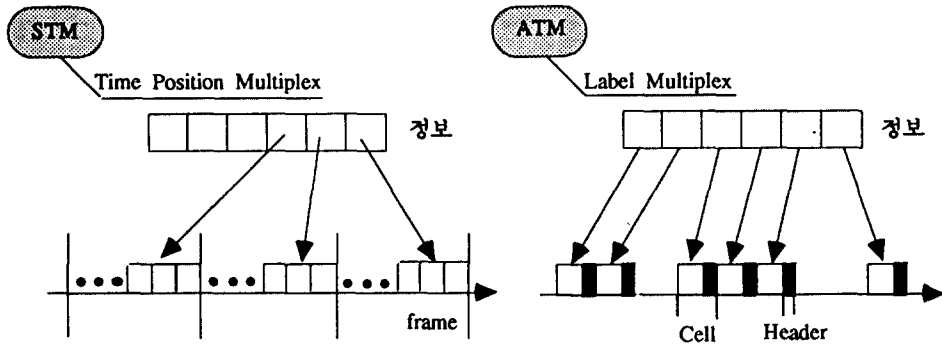 STM
Time Position Multiplex
정보
frame
ATM
Label Multiplex
정보
Cell
Header